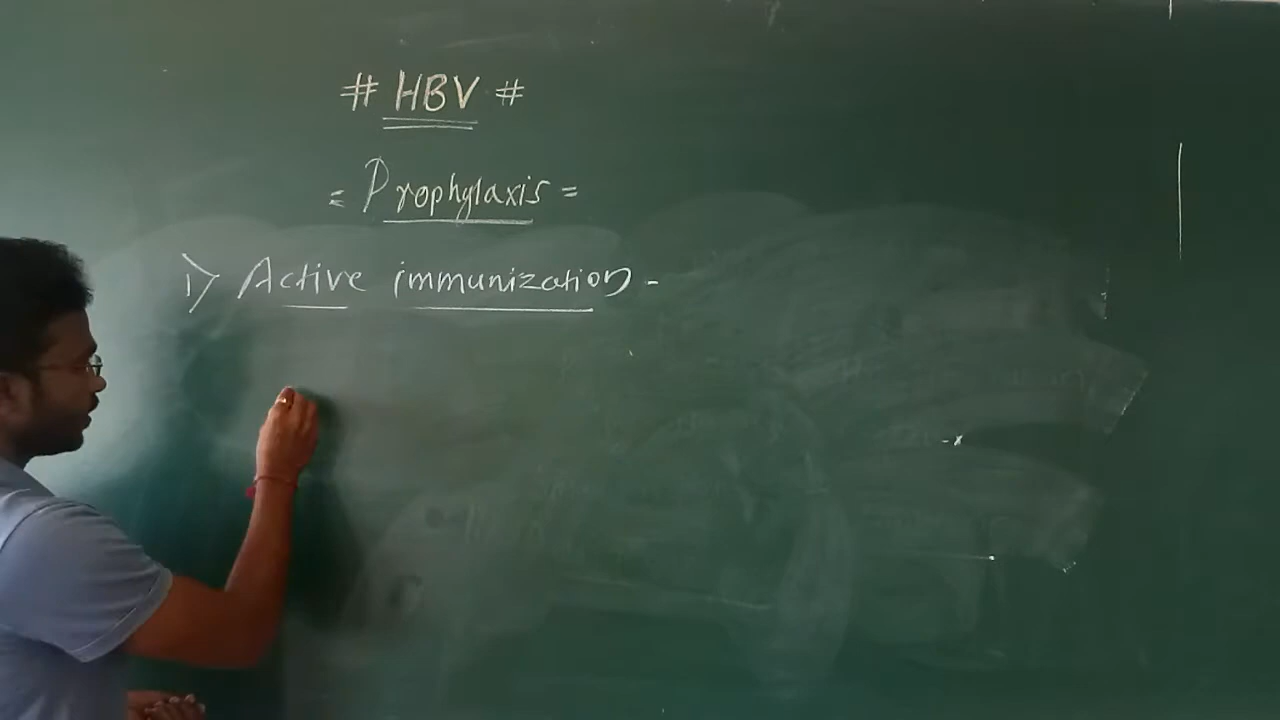 # HBV #
= Prophylaxis =
1> Active immunization -